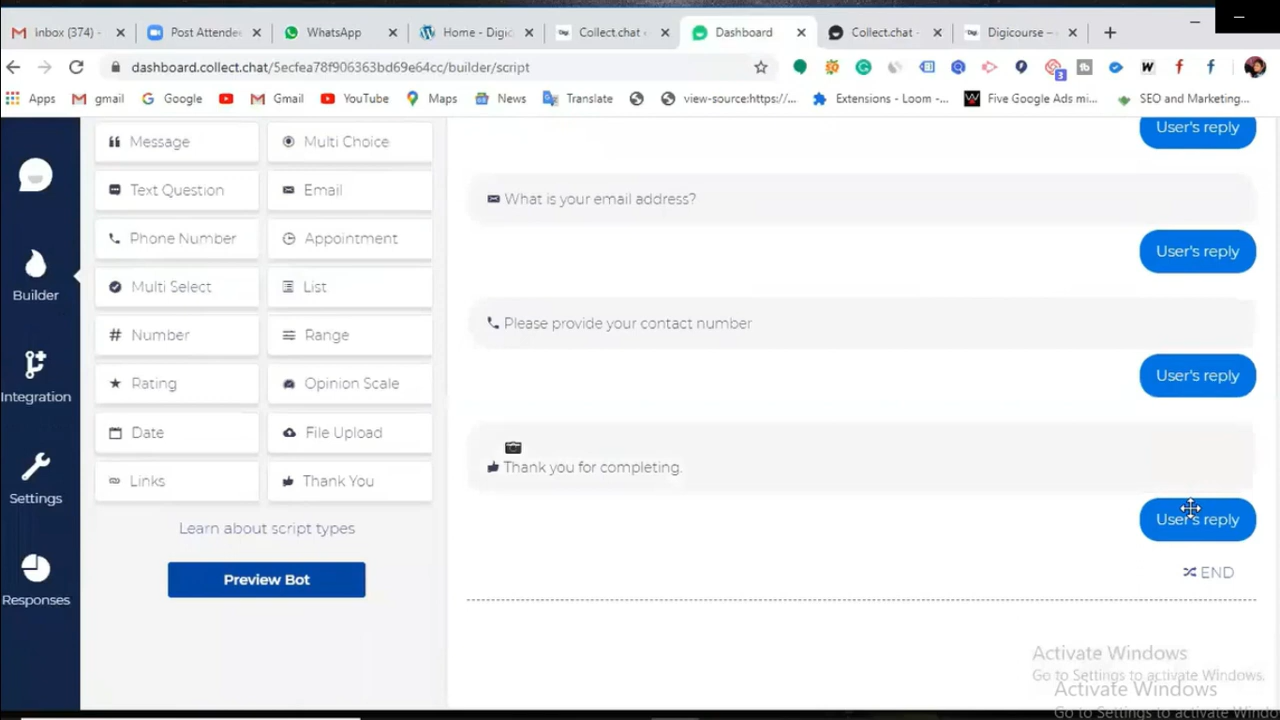 Inbox (374) -
Post Attende
WhatsApp
Home - Digic
Collect.chat -
Dashboard
Collect.chat -
Digicourse –
dashboard.collect.chat/5ecfea78f906363bd69e64cc/builder/script
3
Apps
gmail
Google
Gmail
YouTube
Maps
News
Translate
view-source:https://...
Extensions - Loom -...
Five Google Ads mi...
SEO and Marketing...
Message
Multi Choice
User's reply
Text Question
Email
What is your email address?
Phone Number
Appointment
User's reply
Builder
Multi Select
List
Number
Range
Please provide your contact number
Integration
Rating
Opinion Scale
User's reply
Date
File Upload
Links
Thank You
Thank you for completing.
Settings
Learn about script types
User's reply
Preview Bot
END
Responses
Activate Windows
Go to Settings to activate Windows.
Activate Windows
Go to Settings to activate Windo